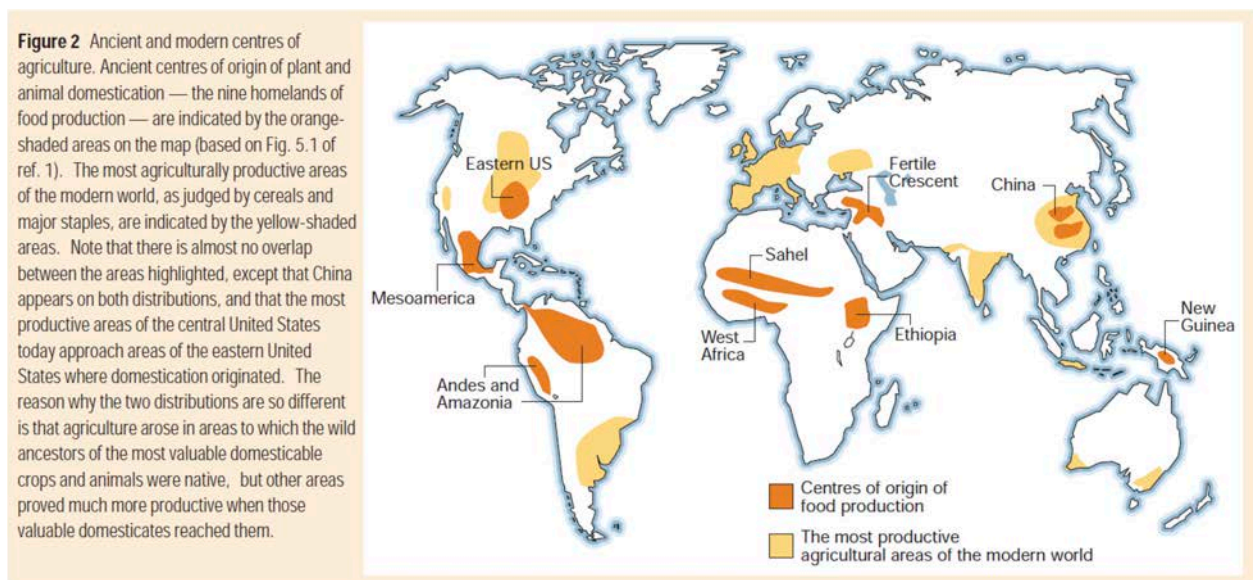 Figure 2 Ancient and modern centres of
agriculture. Ancient centres of origin of plant and
animal domestication — the nine homelands of
food production — are indicated by the orange-
shaded areas on the map (based on Fig. 5.1 of
ref. 1). The most agriculturally productive areas
of the modern world, as judged by cereals and
major staples, are indicated by the yellow-shaded
areas. Note that there is almost no overlap
between the areas highlighted, except that China
appears on both distributions, and that the most
productive areas of the central United States
today approach areas of the eastern United
States where domestication originated. The
reason why the two distributions are so different
is that agriculture arose in areas to which the wild
ancestors of the most valuable domesticable
crops and animals were native, but other areas
proved much more productive when those
valuable domesticates reached them.
Eastern US
Fertile
Crescent
China
Mesoamerica
Sahel
West
Africa
Ethiopia
New
Guinea
Andes and
Amazonia
Centres of origin of
food production
The most productive
agricultural areas of the modern world